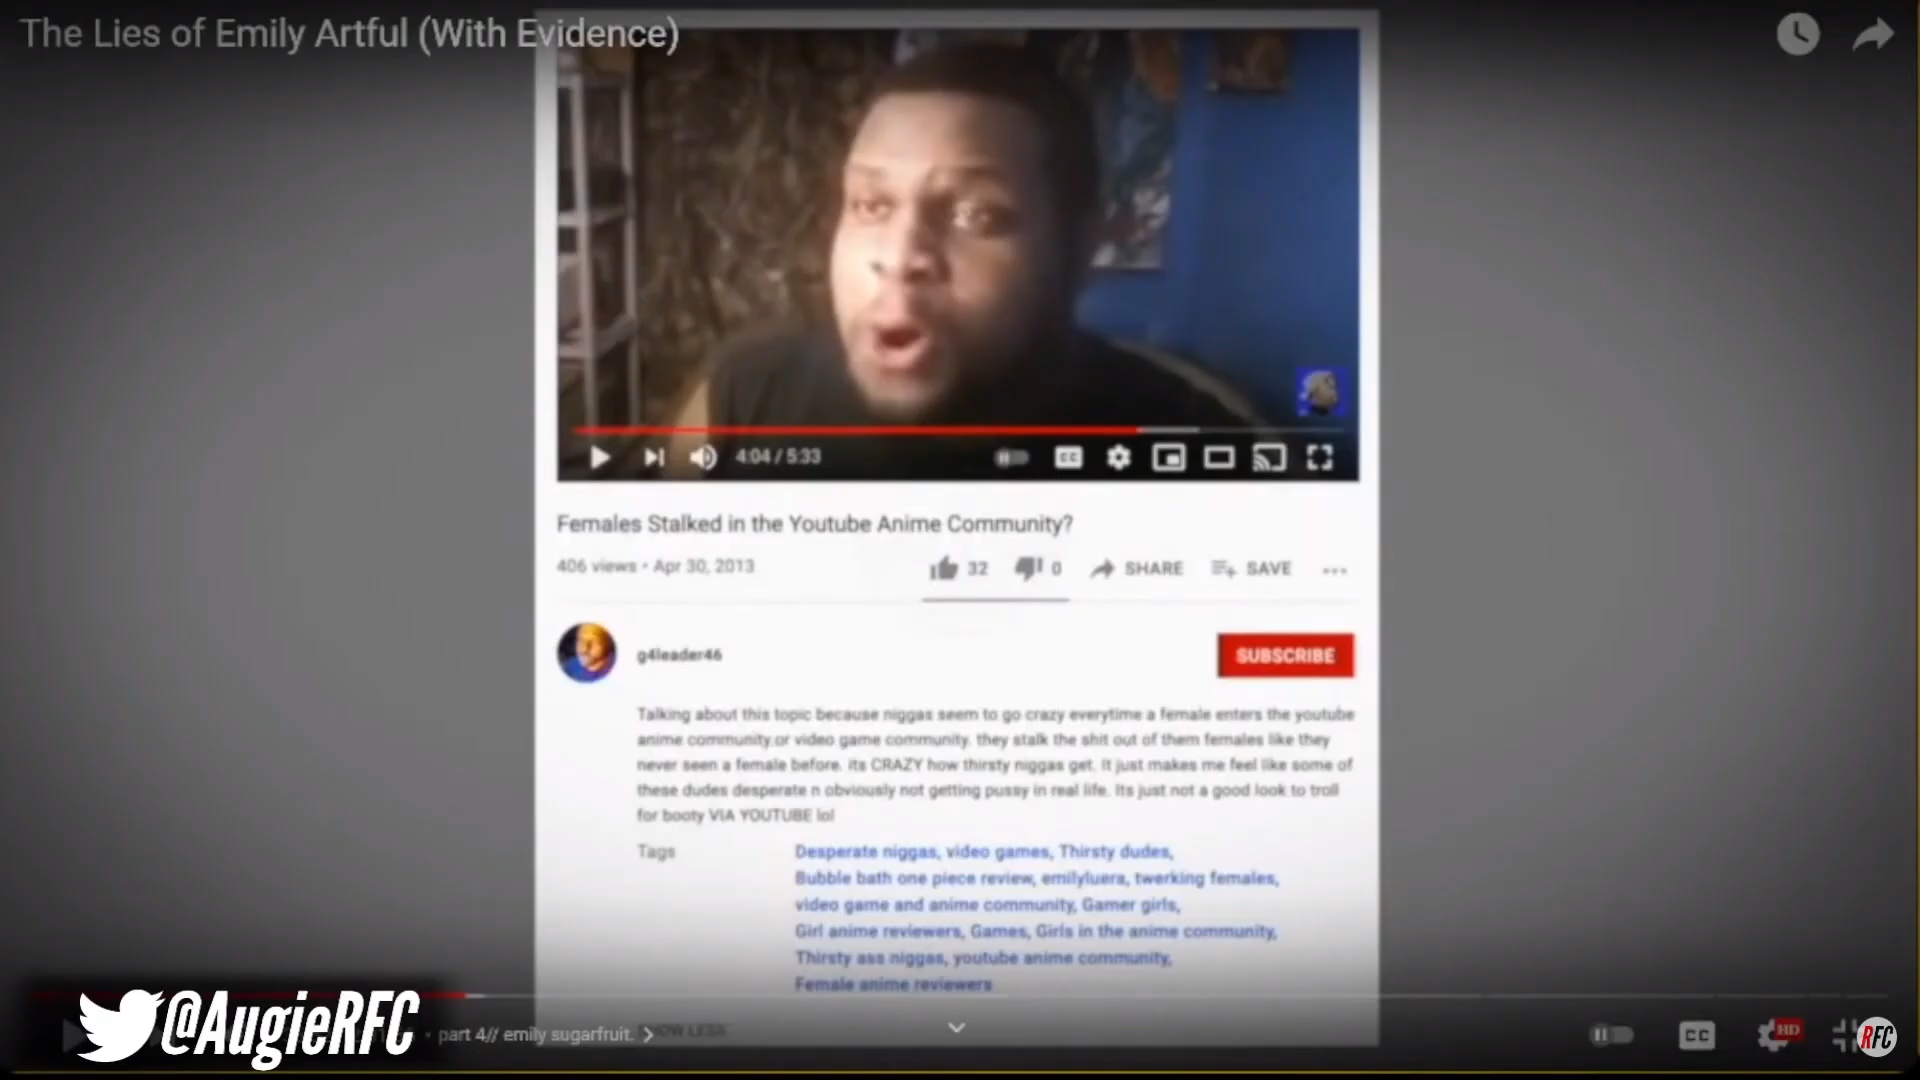 The Lies of Emily Artful (With Evidence)
4:04 / 5:33
CC
Females Stalked in the Youtube Anime Community?
406 views • Apr 30, 2013
32
0
SHARE
SAVE
g4leader46
SUBSCRIBE
Talking about this topic because niggas seem to go crazy everytime a female enters the youtube
anime community.or video game community. they stalk the shit out of them females like they
never seen a female before. its CRAZY how thirsty niggas get. It just makes me feel like some of
these dudes desperate n obviously not getting pussy in real life. Its just not a good look to troll
for booty VIA YOUTUBE lol
Tags
Desperate niggas, video games, Thirsty dudes,
Bubble bath one piece review, emilyluera, twerking females,
video game and anime community, Gamer girls,
Girl anime reviewers, Games, Girls in the anime community,
Thirsty ass niggas, youtube anime community,
Female anime reviewers
SHOW LESS
@AugieRFC
• part 4// emily sugarfruit.
CC
HD
RFC